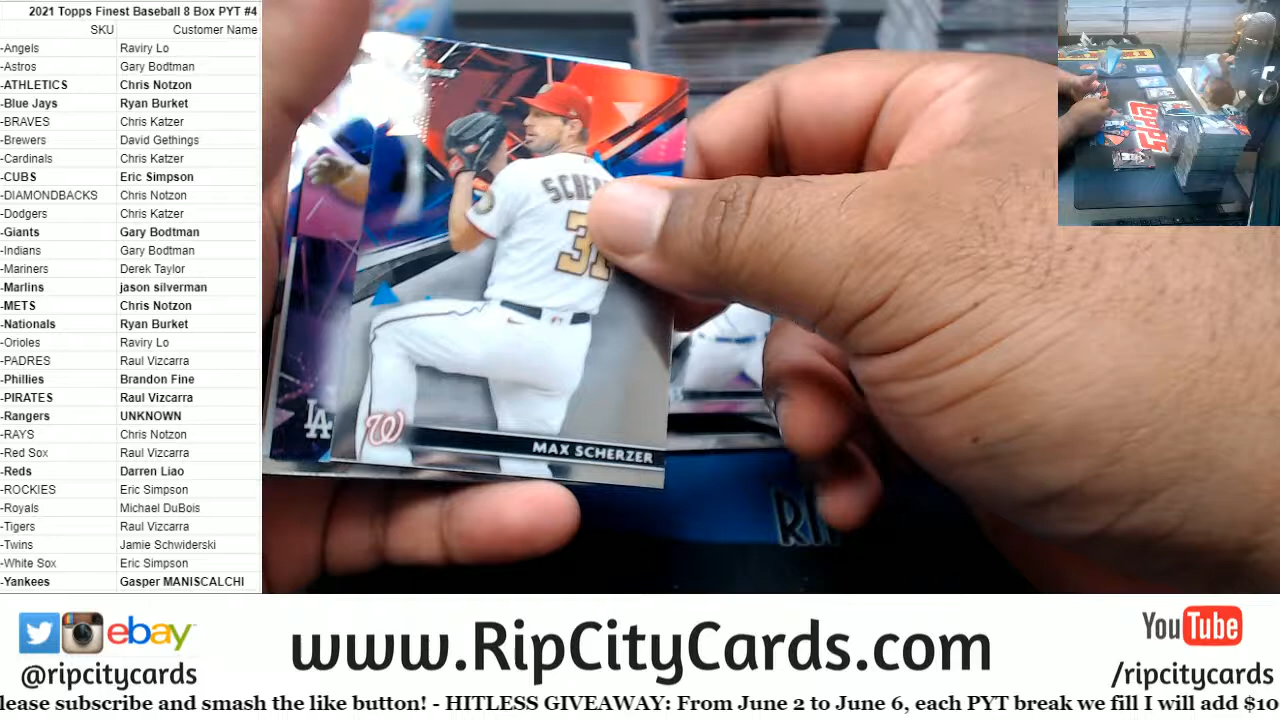 2021 Topps Finest Baseball 8 Box PYT #4
SKU Customer Name
-Angels Raviry Lo
-Astros Gary Bodtman
-ATHLETICS Chris Notzon
-Blue Jays Ryan Burket
-BRAVES Chris Katzer
-Brewers David Gethings
-Cardinals Chris Katzer
-CUBS Eric Simpson
-DIAMONDBACKS Chris Notzon
-Dodgers Chris Katzer
-Giants Gary Bodtman
-Indians Gary Bodtman
-Mariners Derek Taylor
-Marlins jason silverman
-METS Chris Notzon
-Nationals Ryan Burket
-Orioles Raviry Lo
-PADRES Raul Vizcarra
-Phillies Brandon Fine
-PIRATES Raul Vizcarra
-Rangers UNKNOWN
-RAYS Chris Notzon
-Red Sox Raul Vizcarra
-Reds Darren Liao
-ROCKIES Eric Simpson
-Royals Michael DuBois
-Tigers Raul Vizcarra
-Twins Jamie Schwiderski
-White Sox Eric Simpson
-Yankees Gasper MANISCALCHI
SCHE
31
LA
W
MAX SCHERZER
RI
ebay
@ripcitycards
www.RipCityCards.com
YouTube
/ripcitycards
lease subscribe and smash the like button! - HITLESS GIVEAWAY: From June 2 to June 6, each PYT break we fill I will add $10